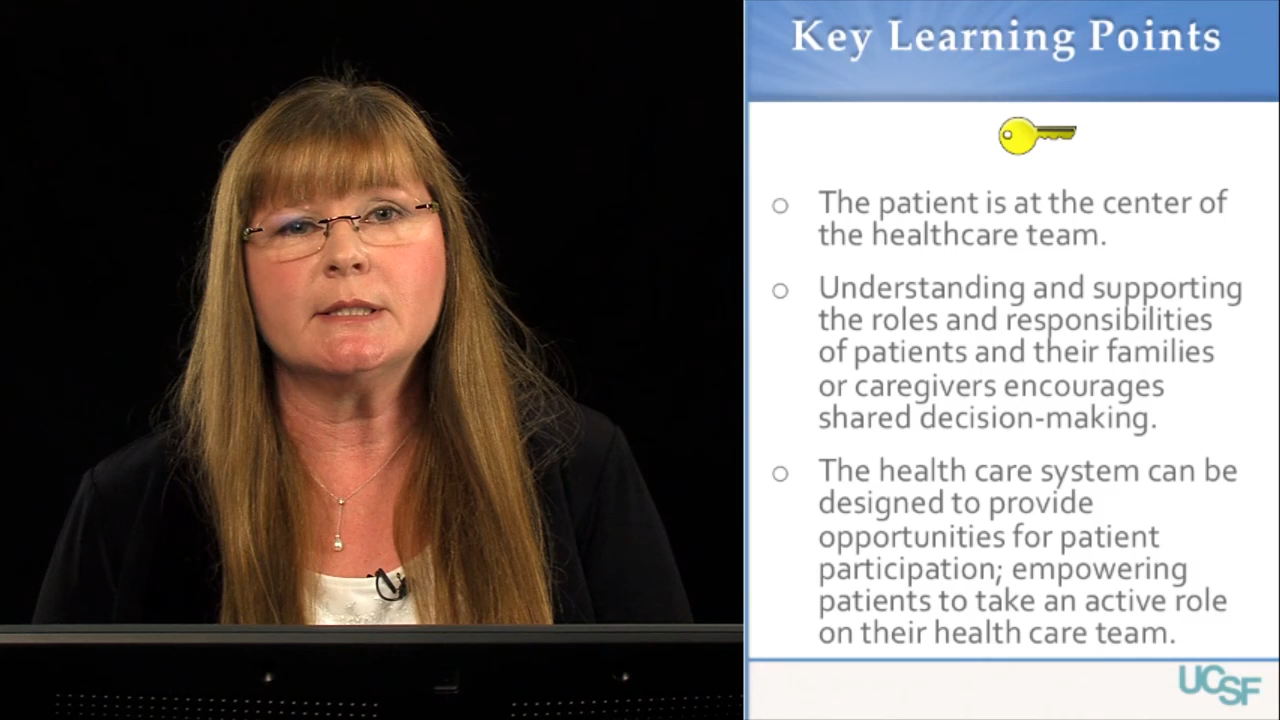 Key Learning Points
The patient is at the center of
the healthcare team.
Understanding and supporting
the roles and responsibilities
of patients and their families
or caregivers encourages
shared decision-making.
The health care system can be
designed to provide
opportunities for patient
participation; empowering
patients to take an active role
on their health care team.
UCSF